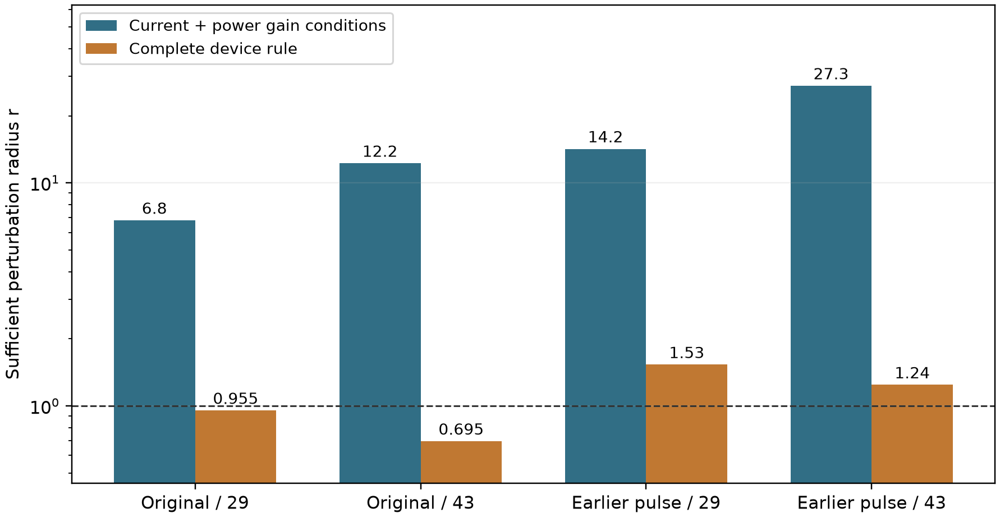 Current + power gain conditions
Complete device rule
Sufficient perturbation radius r
10¹
10⁰
6.8
0.955
12.2
0.695
14.2
1.53
27.3
1.24
Original / 29
Original / 43
Earlier pulse / 29
Earlier pulse / 43